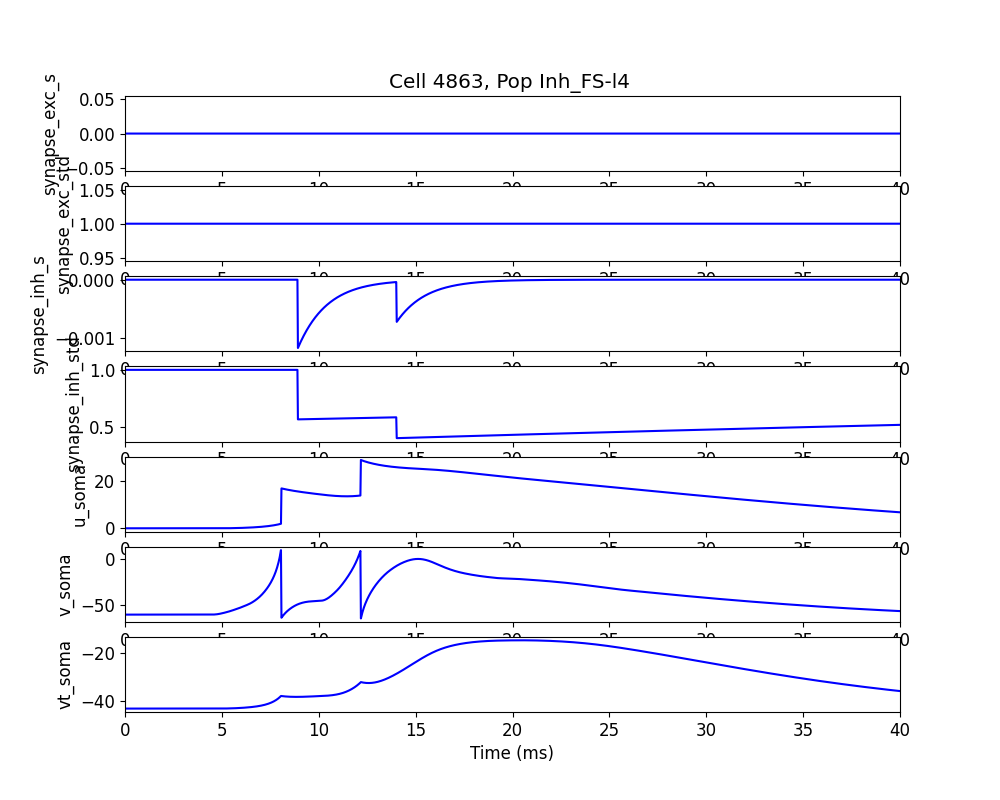 Cell 4863, Pop Inh_FS-l4
synapse_exc_s
0.05
0.00
−0.05
synapse_exc_std
1.05
1.00
0.95
synapse_inh_s
0.000
−0.001
synapse_inh_std
1.0
0.5
u_soma
20
0
v_soma
0
−50
vt_soma
−20
−40
0 5 10 15 20 25 30 35 40
Time (ms)